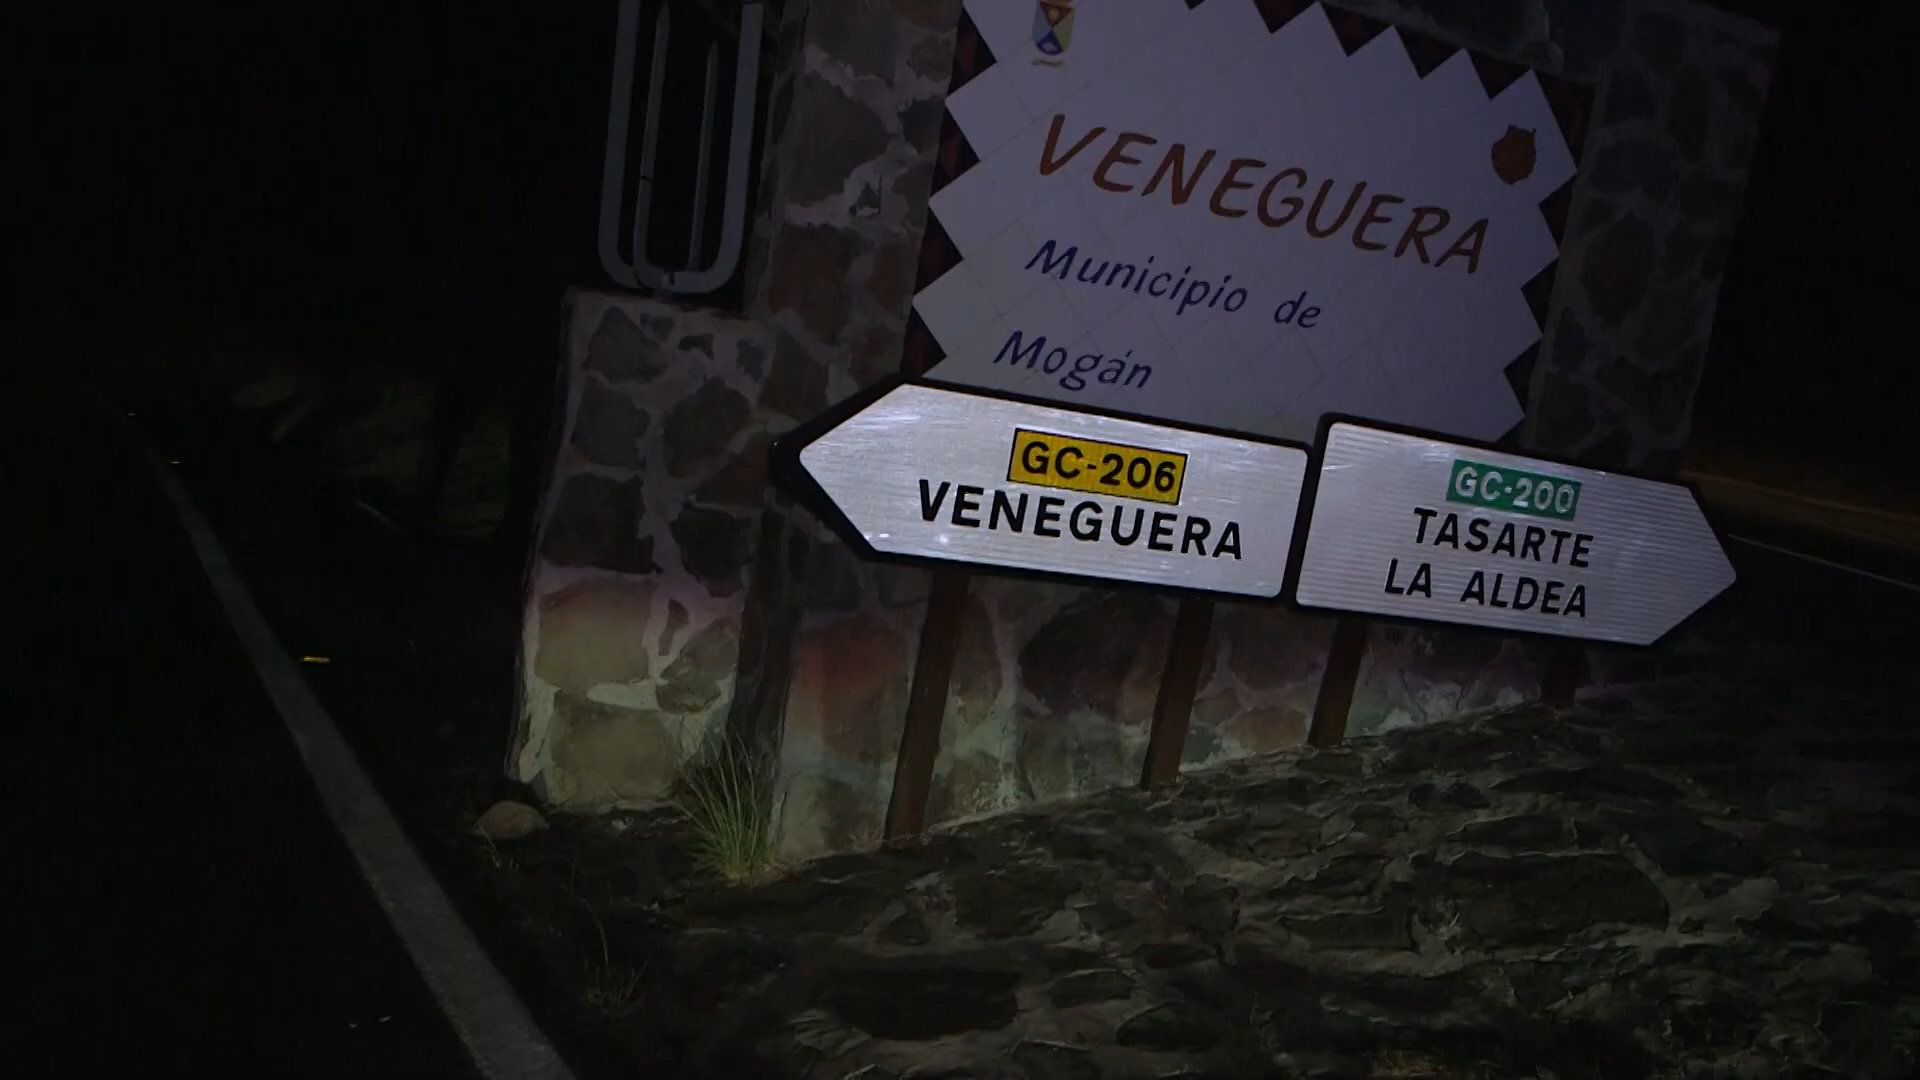 VENEGUERA
Municipio de
Mogán
GC-206
VENEGUERA
GC-200
TASARTE
LA ALDEA